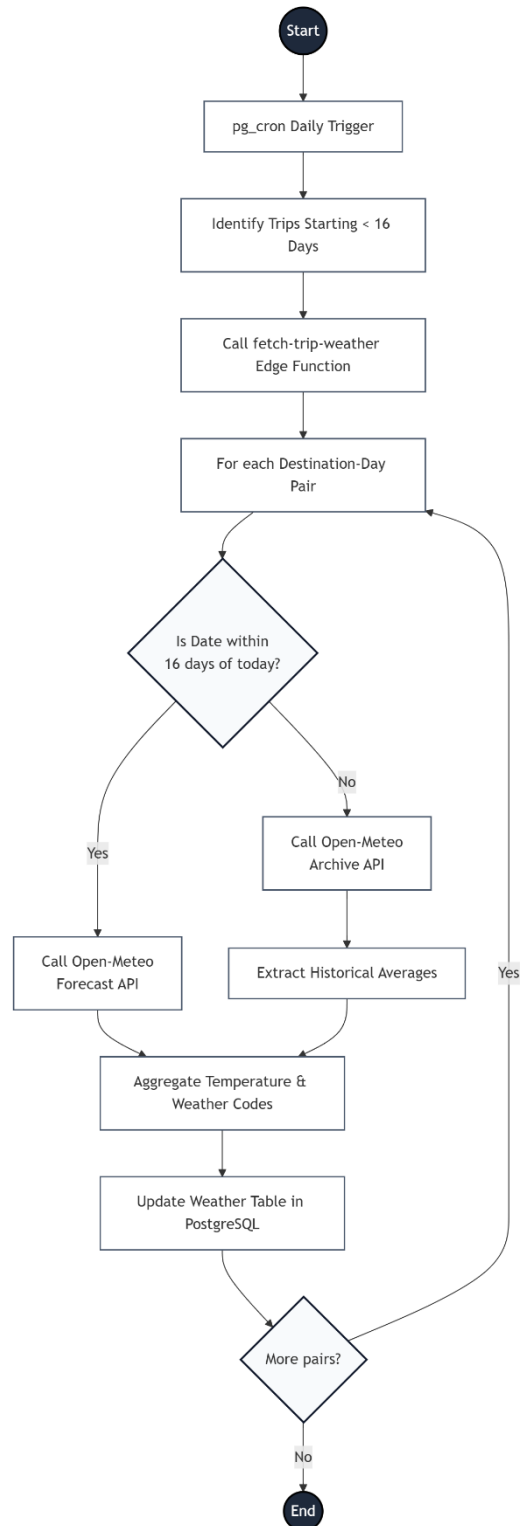 Start
pg_cron Daily Trigger
Identify Trips Starting < 16
Days
Call fetch-trip-weather
Edge Function
For each Destination-Day
Pair
Is Date within
16 days of today?
No
Call Open-Meteo
Archive API
Yes
Call Open-Meteo
Forecast API
Extract Historical Averages
Yes
Aggregate Temperature &
Weather Codes
Update Weather Table in
PostgreSQL
More pairs?
No
End